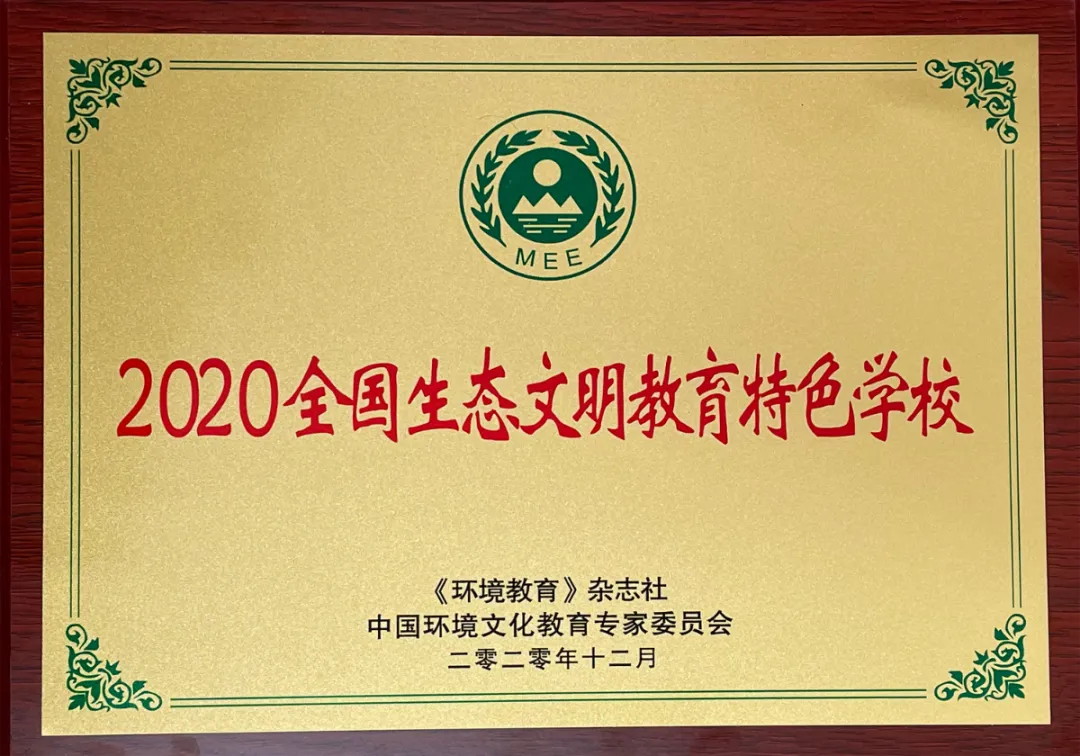 MEE
2020全国生态文明教育特色学校
《环境教育》杂志社
中国环境文化教育专家委员会
二零二零年十二月